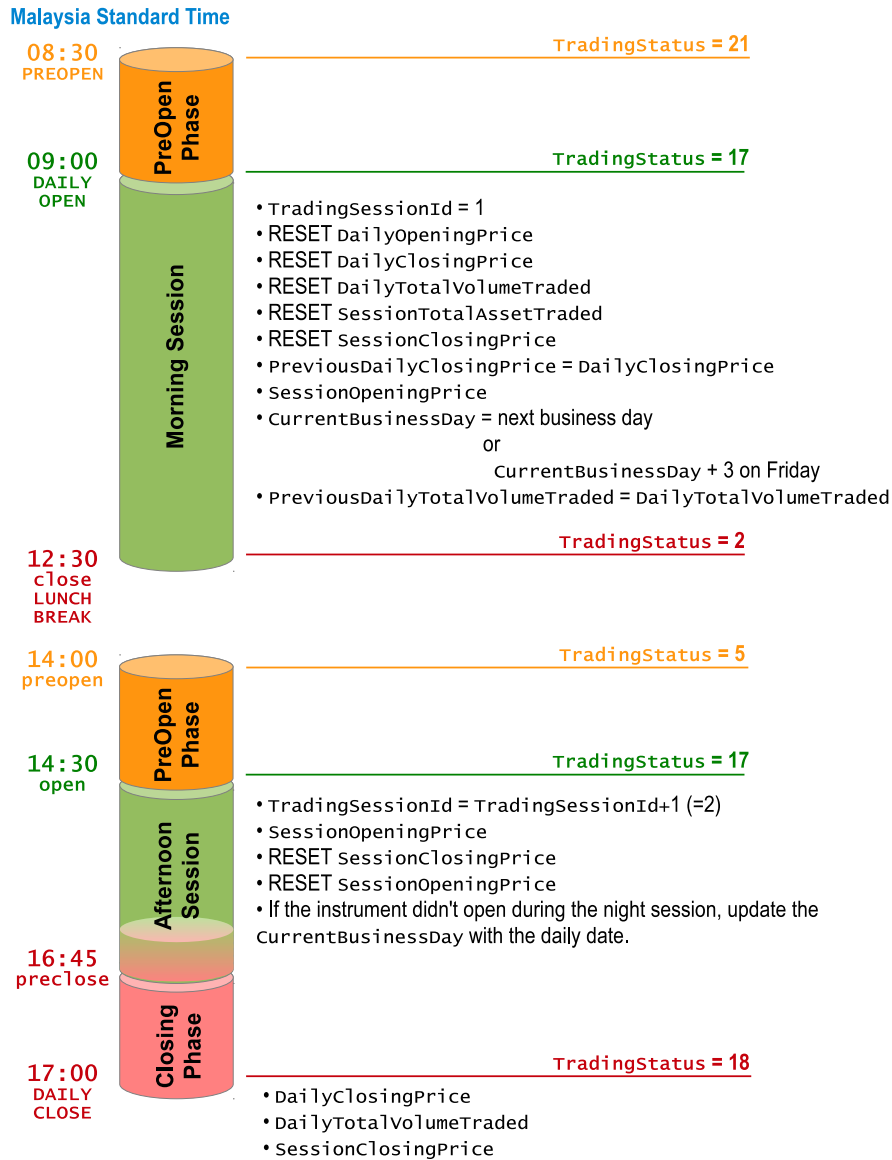 Malaysia Standard Time
08:30
PREOPEN
TradingStatus = 21
PreOpen
Phase
09:00
DAILY
OPEN
TradingStatus = 17
Morning Session
• TradingSessionId = 1
• RESET DailyOpeningPrice
• RESET DailyClosingPrice
• RESET DailyTotalVolumeTraded
• RESET SessionTotalAssetTraded
• RESET SessionClosingPrice
• PreviousDailyClosingPrice = DailyClosingPrice
• SessionOpeningPrice
• CurrentBusinessDay = next business day
or
CurrentBusinessDay + 3 on Friday
• PreviousDailyTotalVolumeTraded = DailyTotalVolumeTraded
12:30
close
LUNCH
BREAK
TradingStatus = 2
14:00
preopen
TradingStatus = 5
PreOpen
Phase
14:30
open
TradingStatus = 17
Afternoon
Session
• TradingSessionId = TradingSessionId+1 (=2)
• SessionOpeningPrice
• RESET SessionClosingPrice
• RESET SessionOpeningPrice
• If the instrument didn't open during the night session, update the
CurrentBusinessDay with the daily date.
16:45
preclose
Closing
Phase
17:00
DAILY
CLOSE
TradingStatus = 18
• DailyClosingPrice
• DailyTotalVolumeTraded
• SessionClosingPrice